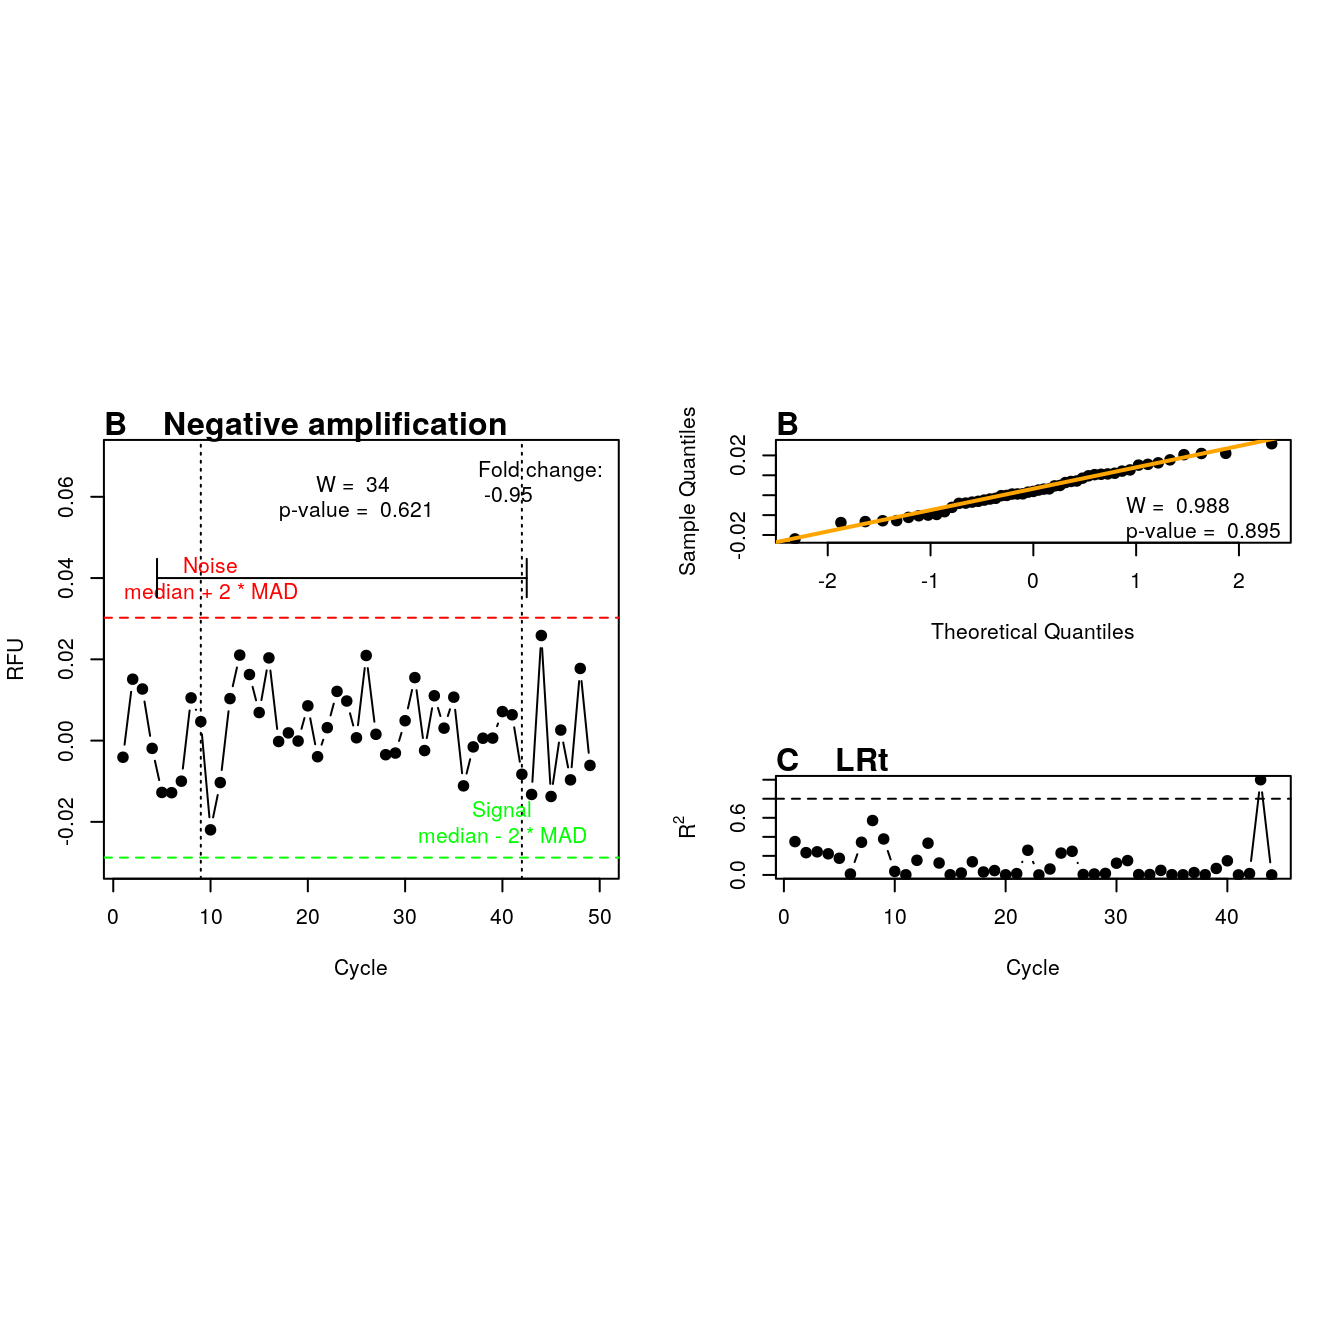 B Negative amplification
RFU
0.06
0.04
0.02
0.00
-0.02
W = 34
p-value = 0.621
Fold change:
-0.95
Noise
median + 2 * MAD
Signal
median - 2 * MAD
0 10 20 30 40 50
Cycle
B
Sample Quantiles
0.02
-0.02
W = 0.988
p-value = 0.895
-2 -1 0 1 2
Theoretical Quantiles
C LRt
R²
0.6
0.0
0 10 20 30 40
Cycle